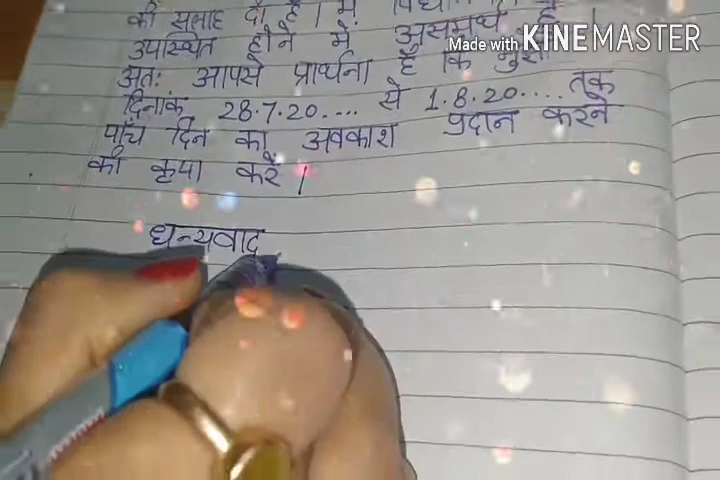 की सलाह दी है। मैं
उपस्थित होने में असमर्थ हूँ।
Made with KINEMASTER
अतः आपसे प्रार्थना है कि मुझे
दिनांक 28.7.20.... से 1.8.20.... तक
पाँच दिन का अवकाश प्रदान करने
की कृपा करें।
धन्यवाद